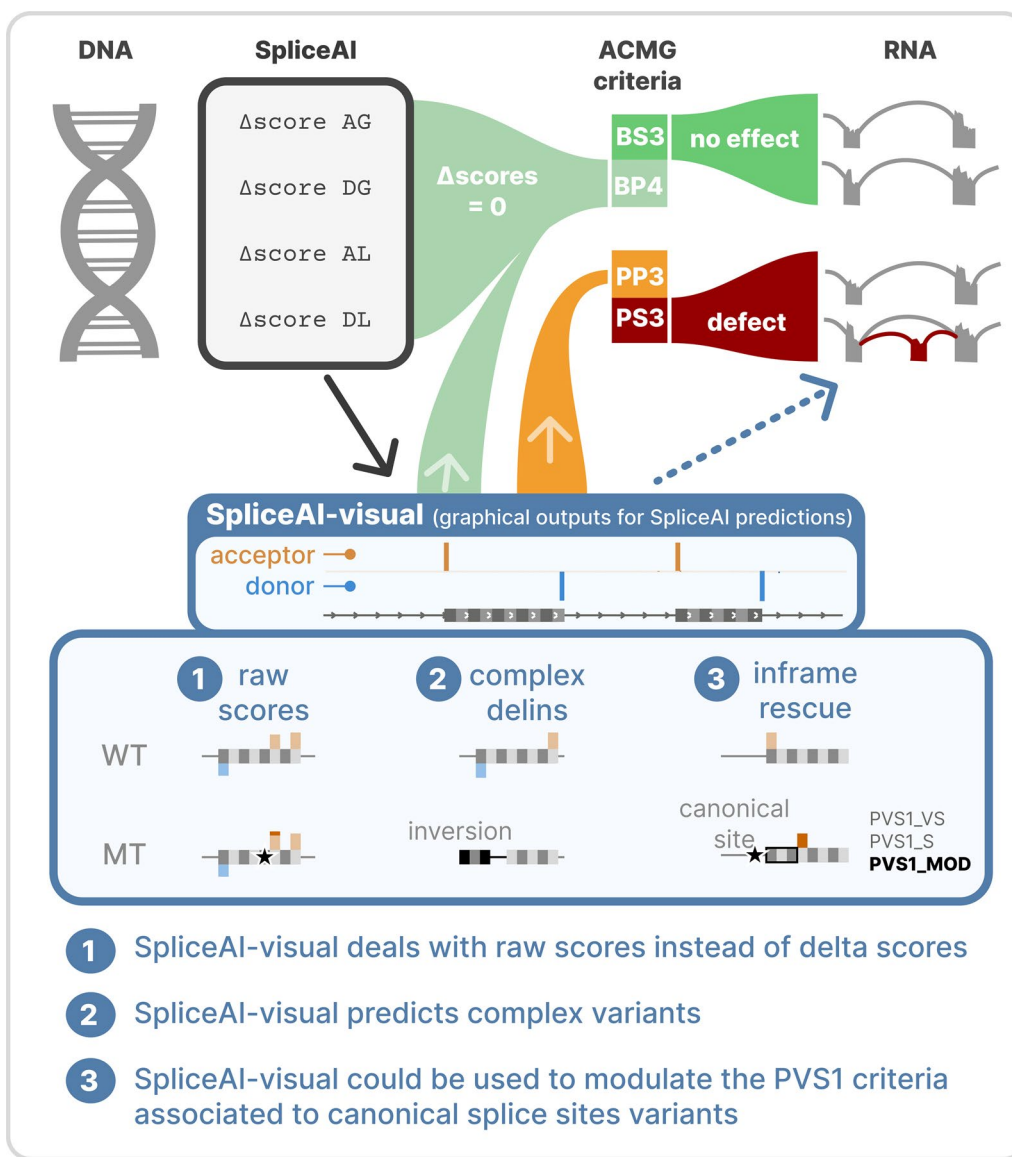 DNA
SpliceAI
ACMG
criteria
RNA
Δscore AG
Δscore DG
Δscore AL
Δscore DL
Δscores
= 0
BS3
BP4
no effect
PP3
PS3
defect
SpliceAI-visual (graphical outputs for SpliceAI predictions)
acceptor
donor
1 raw
scores
2 complex
delins
3 inframe
rescue
WT
MT
inversion
canonical
site
PVS1_VS
PVS1_S
PVS1_MOD
1 SpliceAI-visual deals with raw scores instead of delta scores
2 SpliceAI-visual predicts complex variants
3 SpliceAI-visual could be used to modulate the PVS1 criteria
associated to canonical splice sites variants